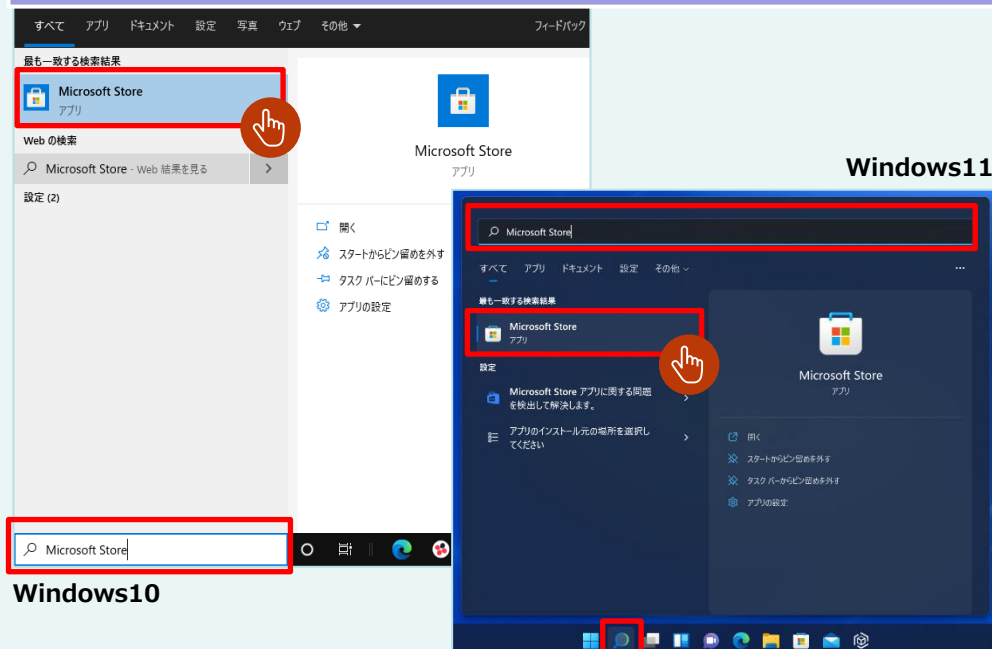 すべて アプリ ドキュメント 設定 写真 ウェブ その他 フィードバック
最も一致する検索結果
Microsoft Store
アプリ
Web の検索
Microsoft Store - Web 結果を見る
設定 (2)
Microsoft Store
アプリ
開く
スタートからピン留めを外す
タスク バーにピン留めする
アプリの設定
Microsoft Store
Windows10
Windows11
Microsoft Store
すべて アプリ ドキュメント 設定 その他
最も一致する検索結果
Microsoft Store
アプリ
設定
Microsoft Store アプリに関する問題
を検出して解決します。
アプリのインストール元の場所を選択し
てください
Microsoft Store
アプリ
開く
スタートからピン留めを外す
タスク バーからピン留めを外す
アプリの設定